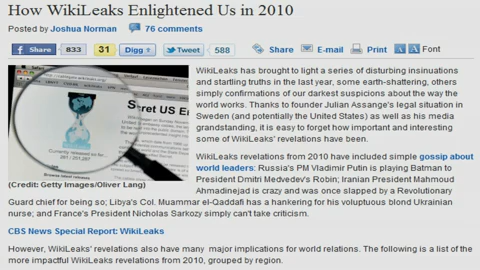 How WikiLeaks Enlightened Us in 2010
Posted by Joshua Norman 76 comments
Share 833 31 Digg Tweet 588 Share E-mail Print A A Font
WikiLeaks has brought to light a series of disturbing insinuations
and startling truths in the last year, some earth-shattering, others
simply confirmations of our darkest suspicions about the way the
world works. Thanks to founder Julian Assange's legal situation in
Sweden (and potentially the United States) as well as his media
grandstanding, it is easy to forget how important and interesting
some of WikiLeaks' revelations have been.
Secret US En
WikiLeaks revelations from 2010 have included simple gossip about
world leaders: Russia's PM Vladimir Putin is playing Batman to
President Dmitri Medvedev's Robin; Iranian President Mahmoud
Ahmadinejad is crazy and was once slapped by a Revolutionary
(Credit: Getty Images/Oliver Lang)
Guard chief for being so; Libya's Col. Muammar el-Qaddafi has a hankering for his voluptuous blond Ukrainian
nurse; and France's President Nicholas Sarkozy simply can't take criticism.
CBS News Special Report: WikiLeaks
However, WikiLeaks' revelations also have many major implications for world relations. The following is a list of the
more impactful WikiLeaks revelations from 2010, grouped by region.